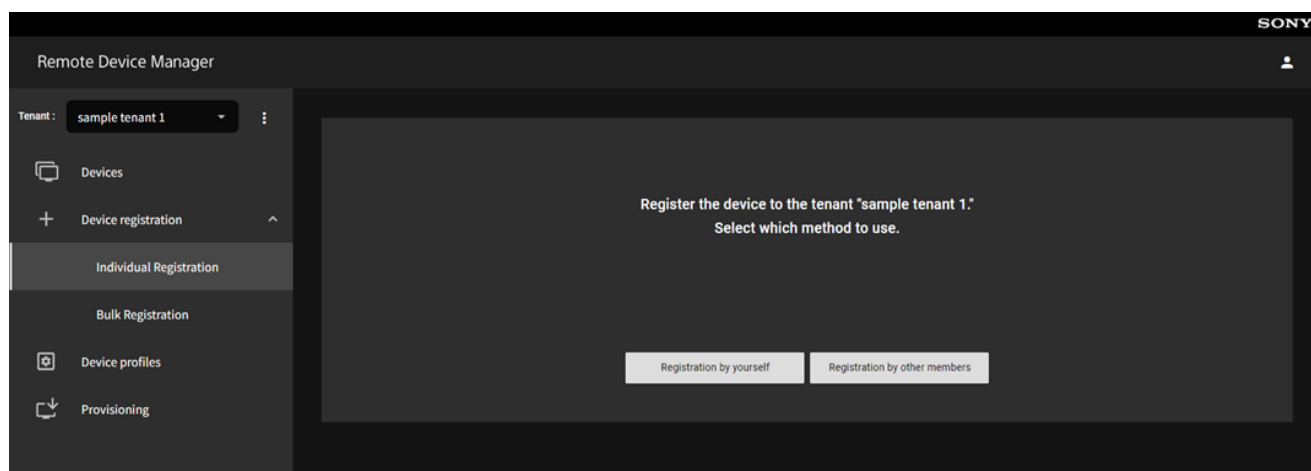 SONY
Remote Device Manager
Tenant :
sample tenant 1
Devices
Device registration
Individual Registration
Bulk Registration
Device profiles
Provisioning
Register the device to the tenant "sample tenant 1."
Select which method to use.
Registration by yourself
Registration by other members